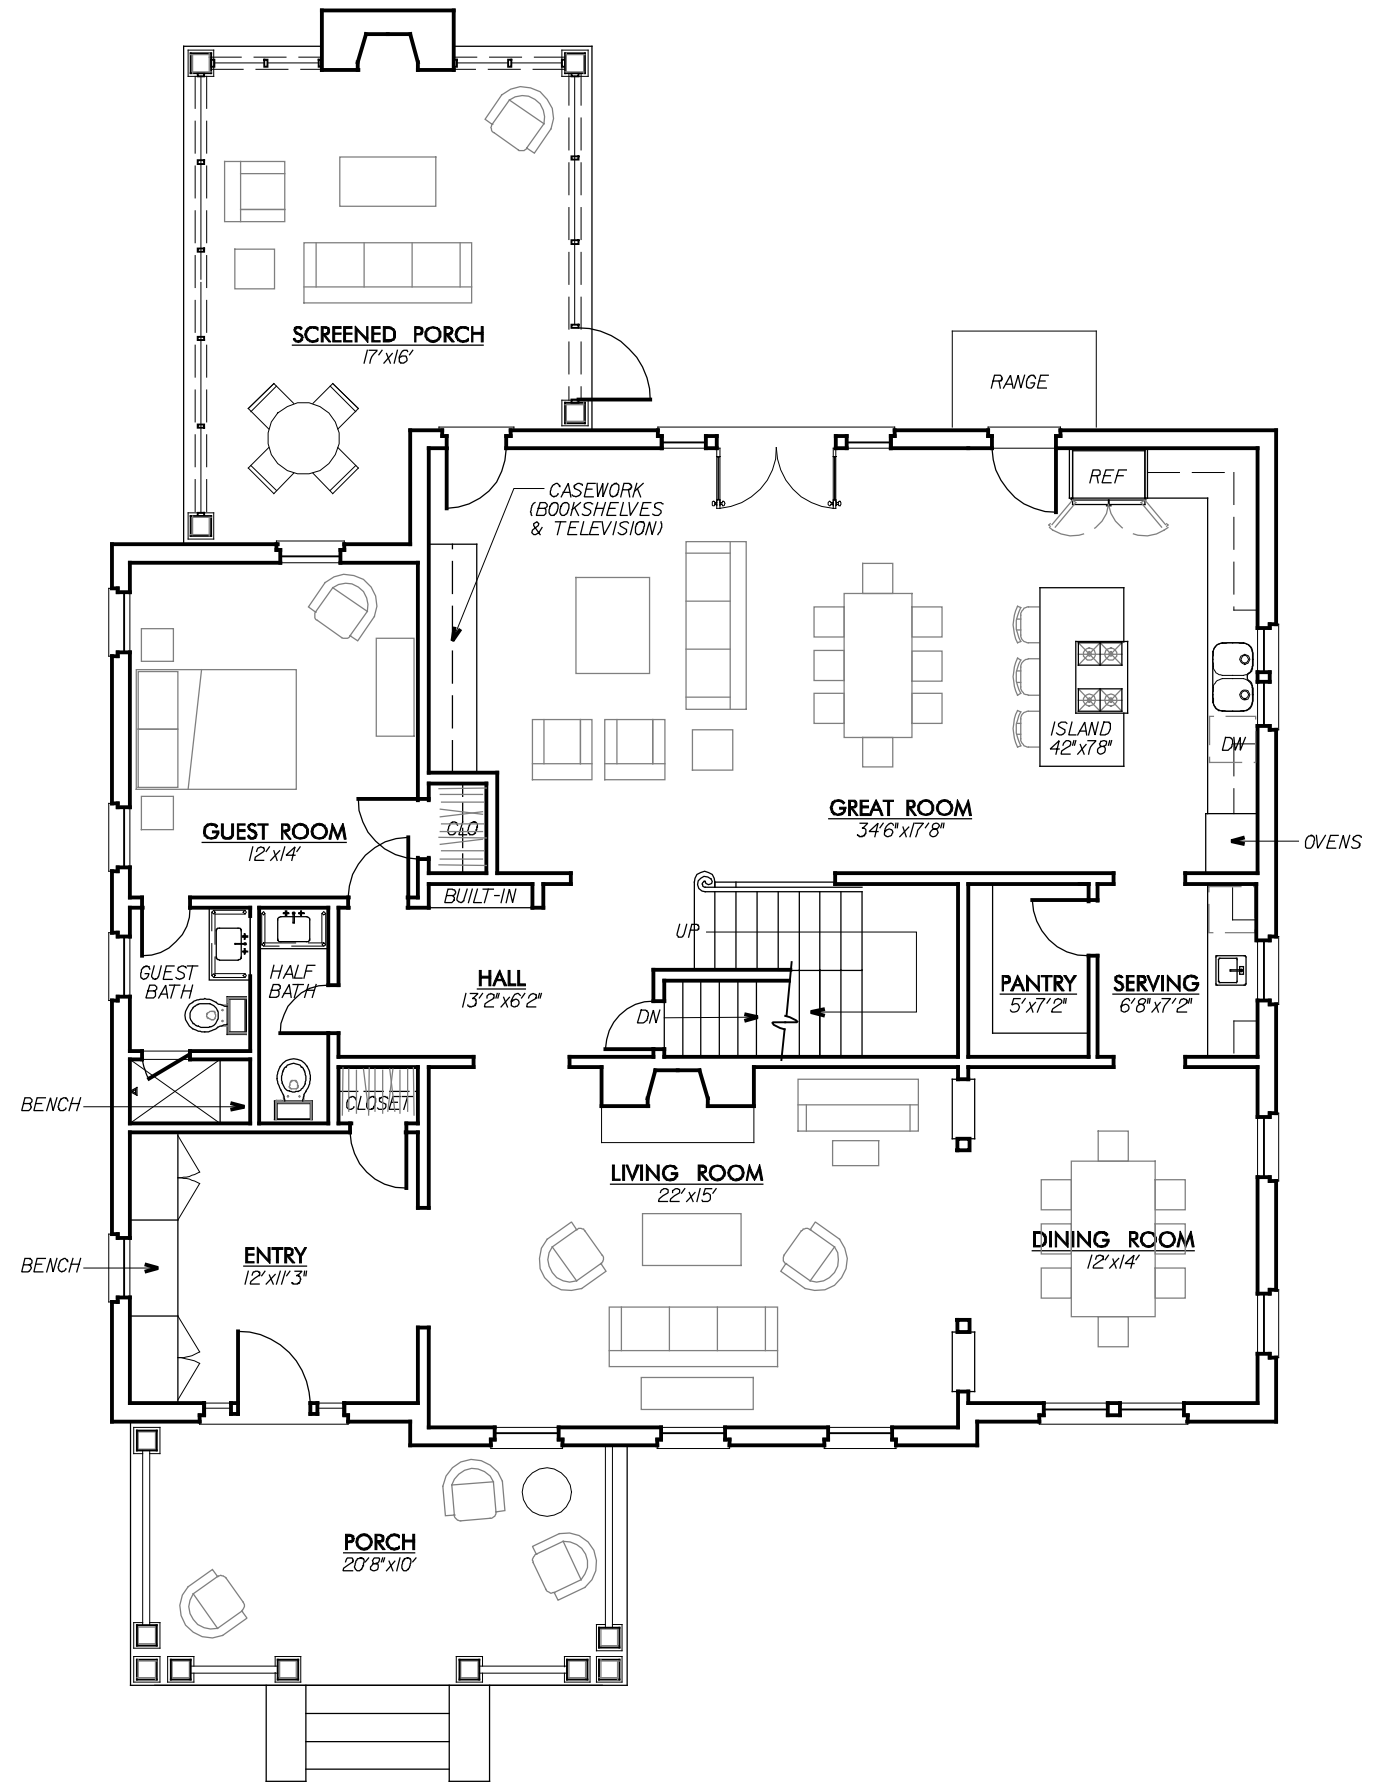 SCREENED PORCH
17'x16'
RANGE
REF
CASEWORK
(BOOKSHELVES
& TELEVISION)
ISLAND
42"x78"
DW
GREAT ROOM
34'6"x17'8"
OVENS
GUEST ROOM
12'x14'
CLO
BUILT-IN
UP
GUEST
BATH
HALF
BATH
HALL
13'2"x6'2"
DN
PANTRY
5'x7'2"
SERVING
6'8"x7'2"
BENCH
CLOSET
LIVING ROOM
22'x15'
DINING ROOM
12'x14'
BENCH
ENTRY
12'x11'3"
PORCH
20'8"x10'